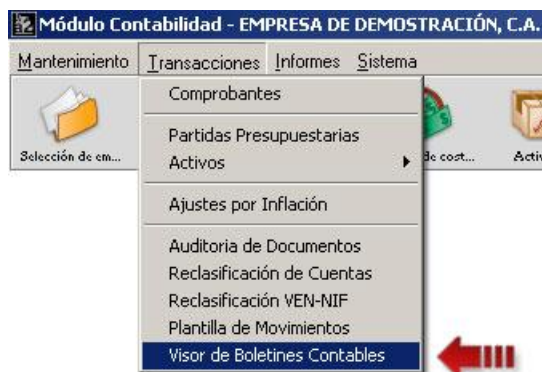 Módulo Contabilidad - EMPRESA DE DEMOSTRACIÓN, C.A.
Mantenimiento Transacciones Informes Sistema
Comprobantes
Partidas Presupuestarias
Selección de em... Activos de cost... Activ
Ajustes por Inflación
Auditoria de Documentos
Reclasificación de Cuentas
Reclasificación VEN-NIF
Plantilla de Movimientos
Visor de Boletines Contables